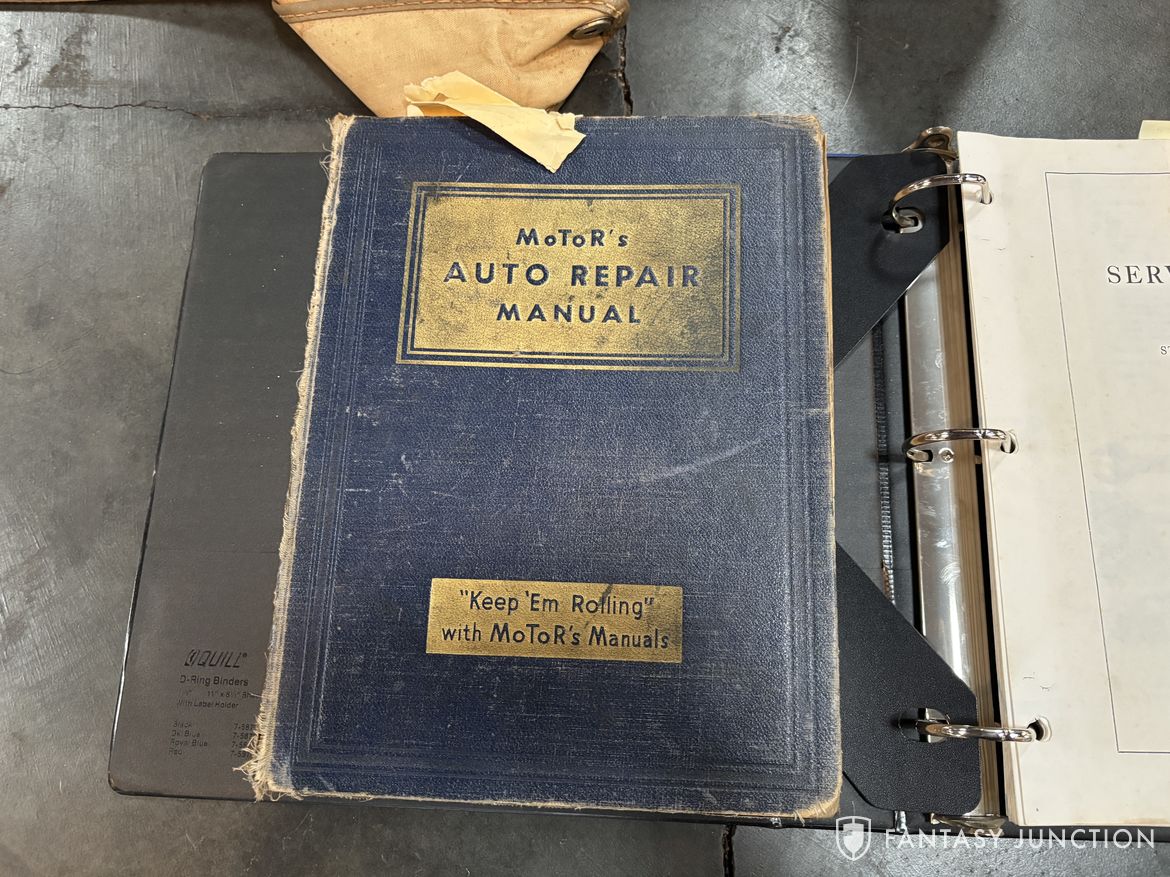 MoToR's
AUTO REPAIR
MANUAL
"Keep 'Em Rolling"
with MoToR's Manuals
QUILL®
D-Ring Binders
With Label Holder
Black
Dk Blue
Royal Blue
Red
SERV
FANTASY JUNCTION